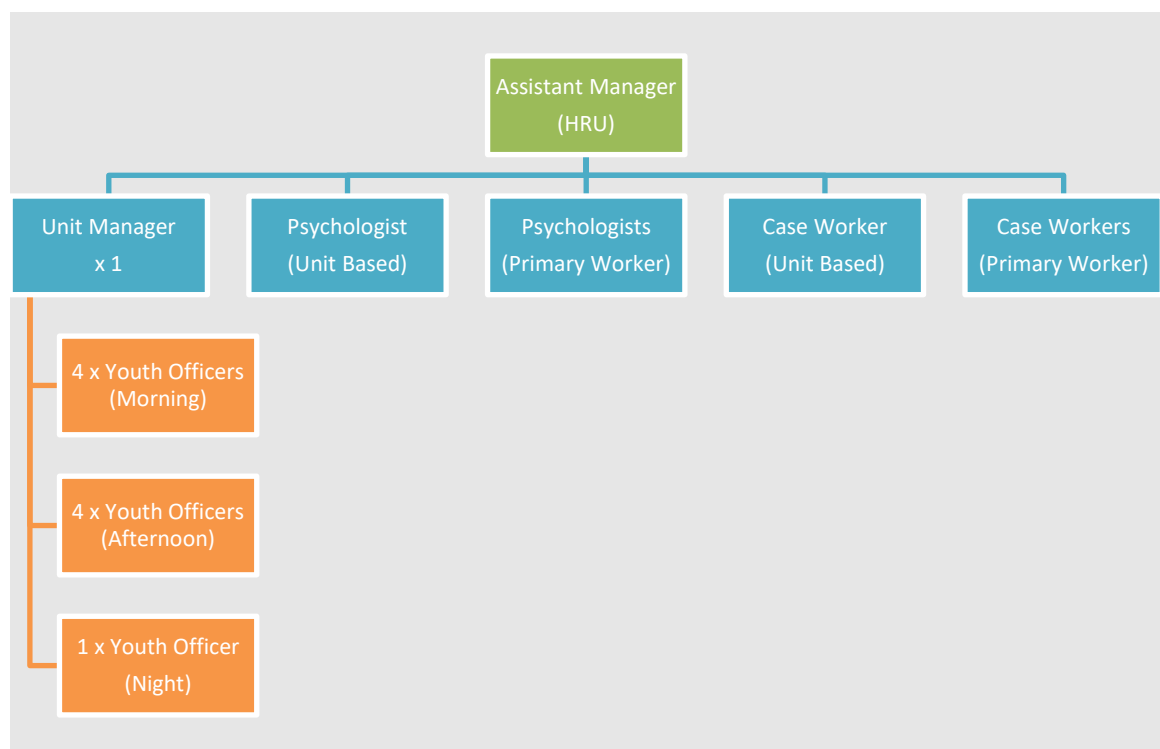 Assistant Manager
(HRU)
Unit Manager
x 1
Psychologist
(Unit Based)
Psychologists
(Primary Worker)
Case Worker
(Unit Based)
Case Workers
(Primary Worker)
4 x Youth Officers
(Morning)
4 x Youth Officers
(Afternoon)
1 x Youth Officer
(Night)